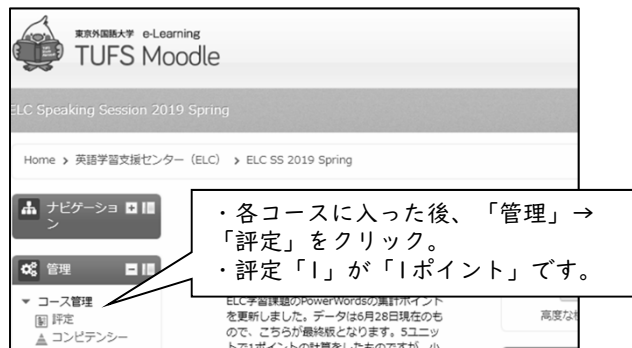 東京外国語大学 e-Learning
TUFS Moodle
ELC Speaking Session 2019 Spring
Home > 英語学習支援センター（ELC） > ELC SS 2019 Spring
ナビゲーショ
ン
・各コースに入った後、「管理」→
「評定」をクリック。
・評定「1」が「1ポイント」です。
管理
コース管理
評定
コンピテンシー
ELC学習課題のPowerWordsの集計ポイント
を更新しました。データは6月28日現在のも
ので、こちらが最終版となります。5ユニッ
トで1ポイントの計算をしたものですが、小
高度な